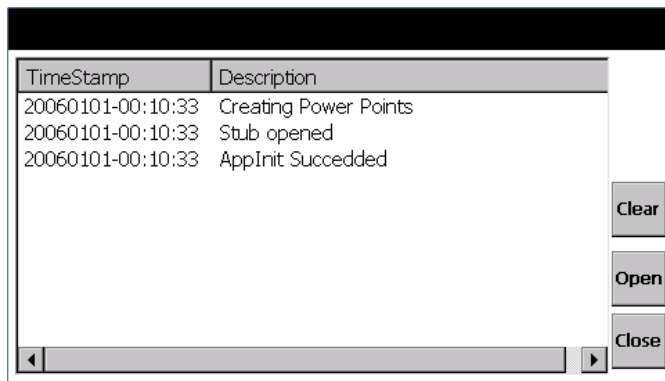 TimeStamp Description
20060101-00:10:33 Creating Power Points
20060101-00:10:33 Stub opened
20060101-00:10:33 AppInit Succedded
Clear
Open
Close